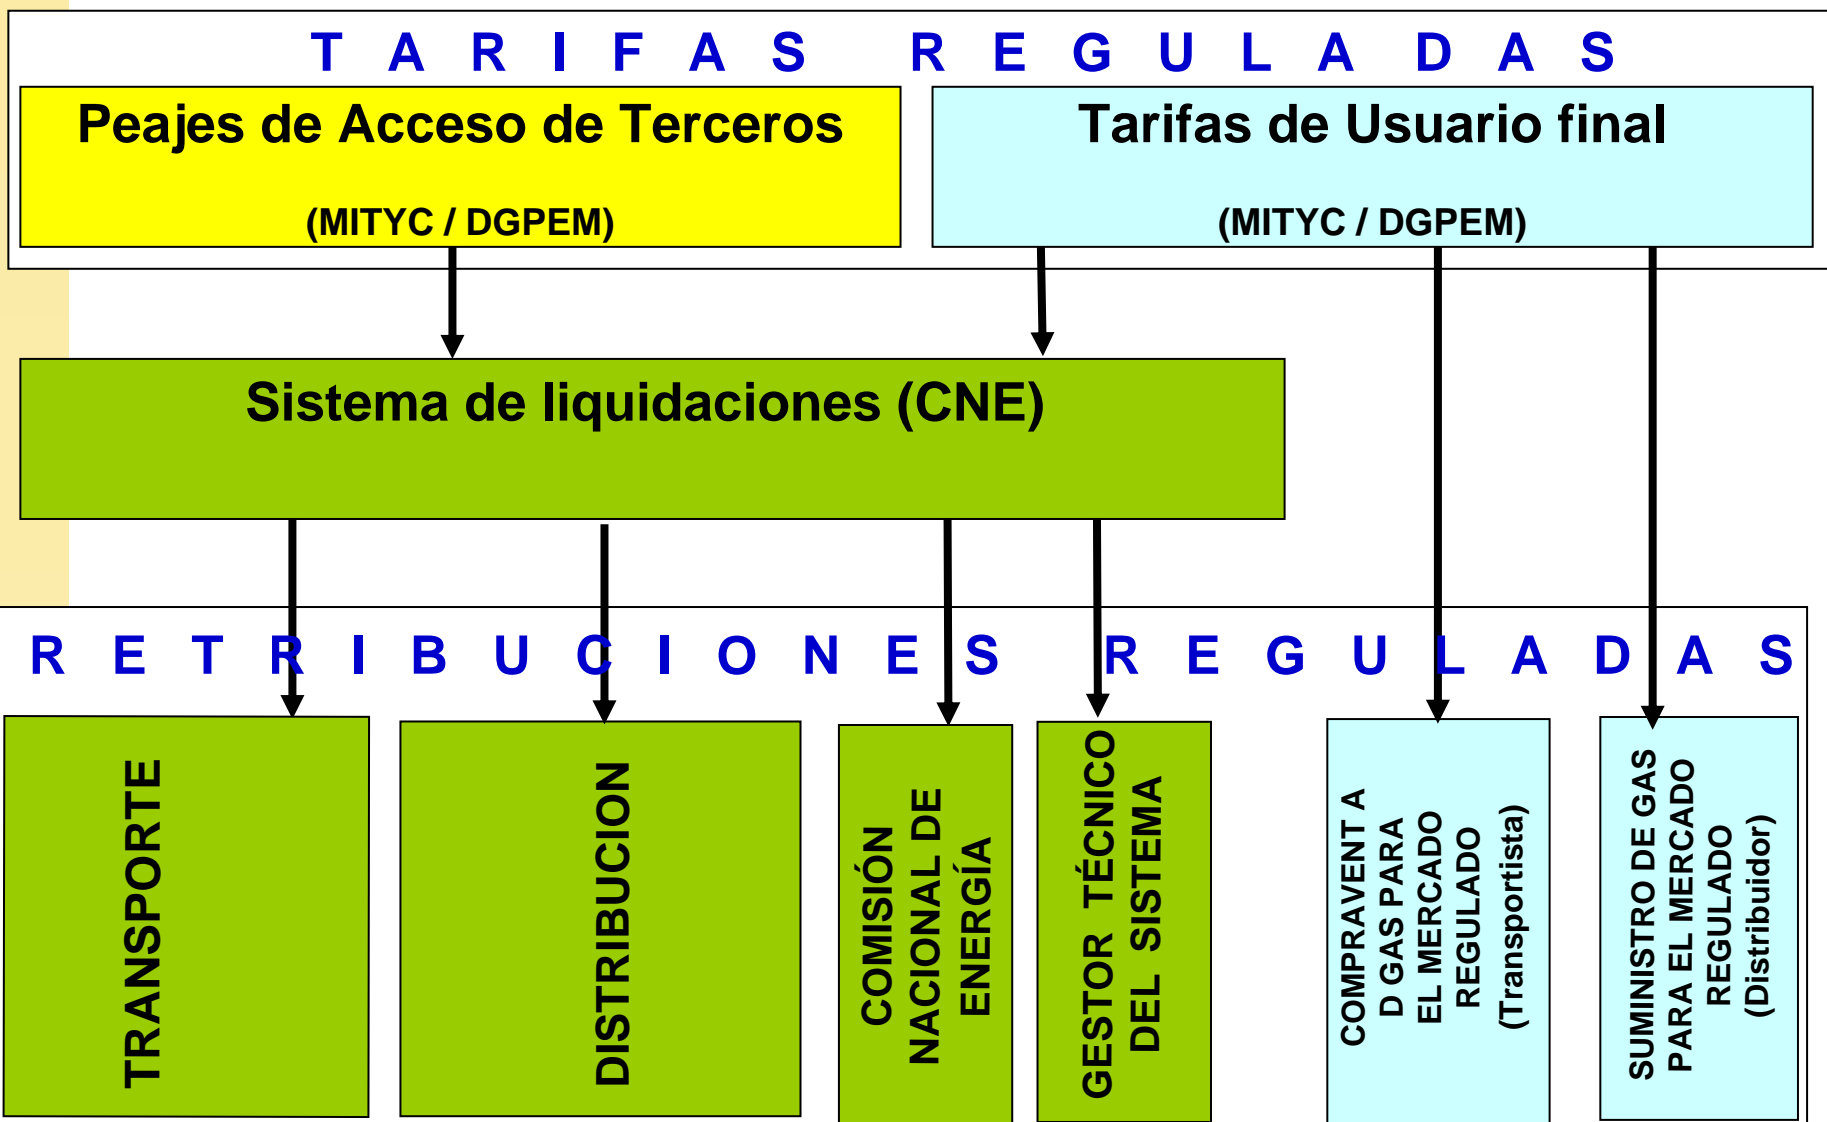 T A R I F A S R E G U L A D A S
Peajes de Acceso de Terceros
(MITYC / DGPEM)
Tarifas de Usuario final
(MITYC / DGPEM)
Sistema de liquidaciones (CNE)
R E T R I B U C I O N E S R E G U L A D A S
TRANSPORTE
DISTRIBUCION
COMISIÓN
NACIONAL DE
ENERGÍA
GESTOR TÉCNICO
DEL SISTEMA
COMPRAVENT A
D GAS PARA
EL MERCADO
REGULADO
(Transportista)
SUMINISTRO DE GAS
PARA EL MERCADO
REGULADO
(Distribuidor)